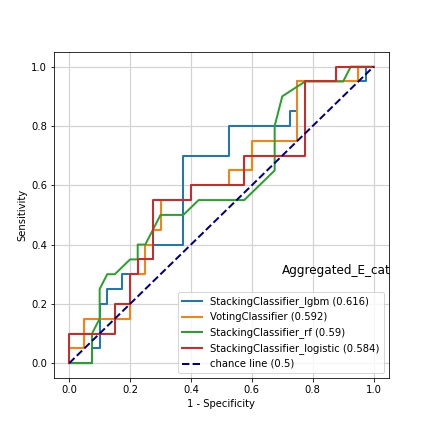 1.0
0.8
0.6
0.4
0.2
0.0
Sensitivity
Aggregated_E_cat
StackingClassifier_lgbm (0.616)
VotingClassifier (0.592)
StackingClassifier_rf (0.59)
StackingClassifier_logistic (0.584)
chance line (0.5)
0.0 0.2 0.4 0.6 0.8 1.0
1 - Specificity